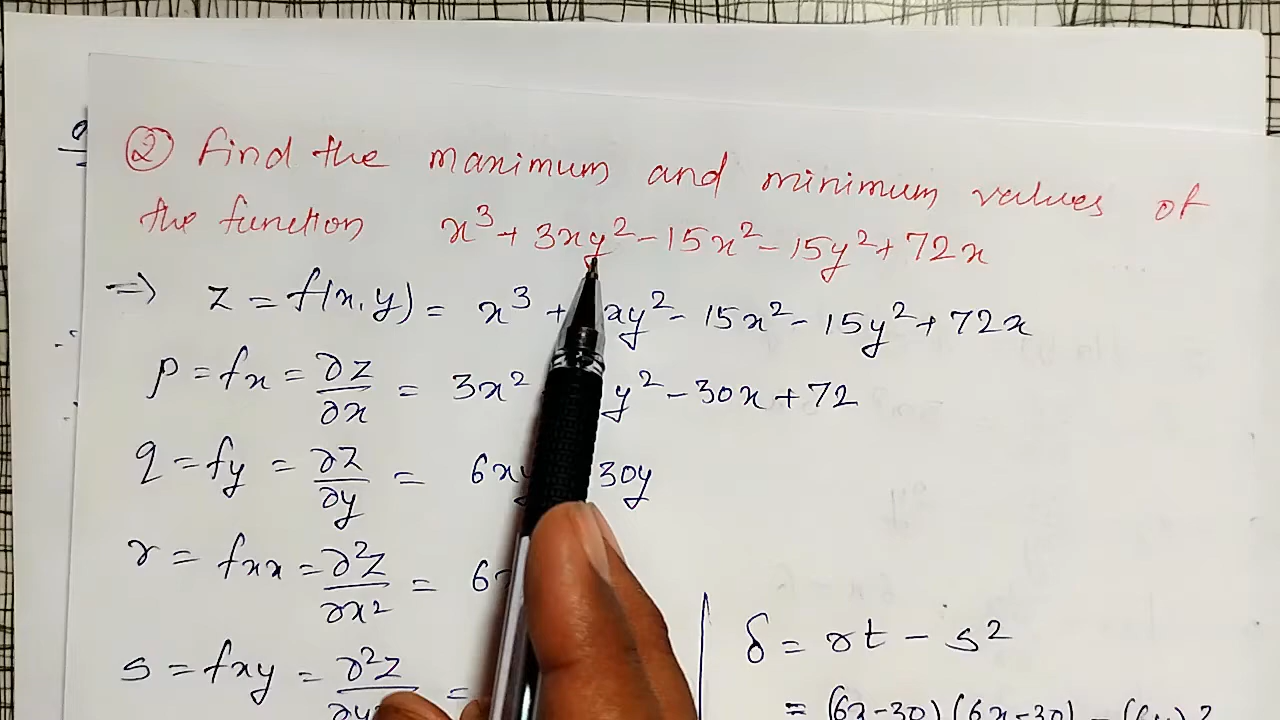 ② find the maximum and minimum values of
the function x³ + 3xy² - 15x² - 15y² + 72x
=> z = f(x,y) = x³ + xy² - 15x² - 15y² + 72x
p = fx = ∂z/∂x = 3x² y² - 30x + 72
q = fy = ∂z/∂y = 6xy 30y
r = fxx = ∂²z/∂x² = 6x
s = fxy = ∂²z/∂y =
δ = rt - s²
= (6x-30) (6x-30) - (6y)²